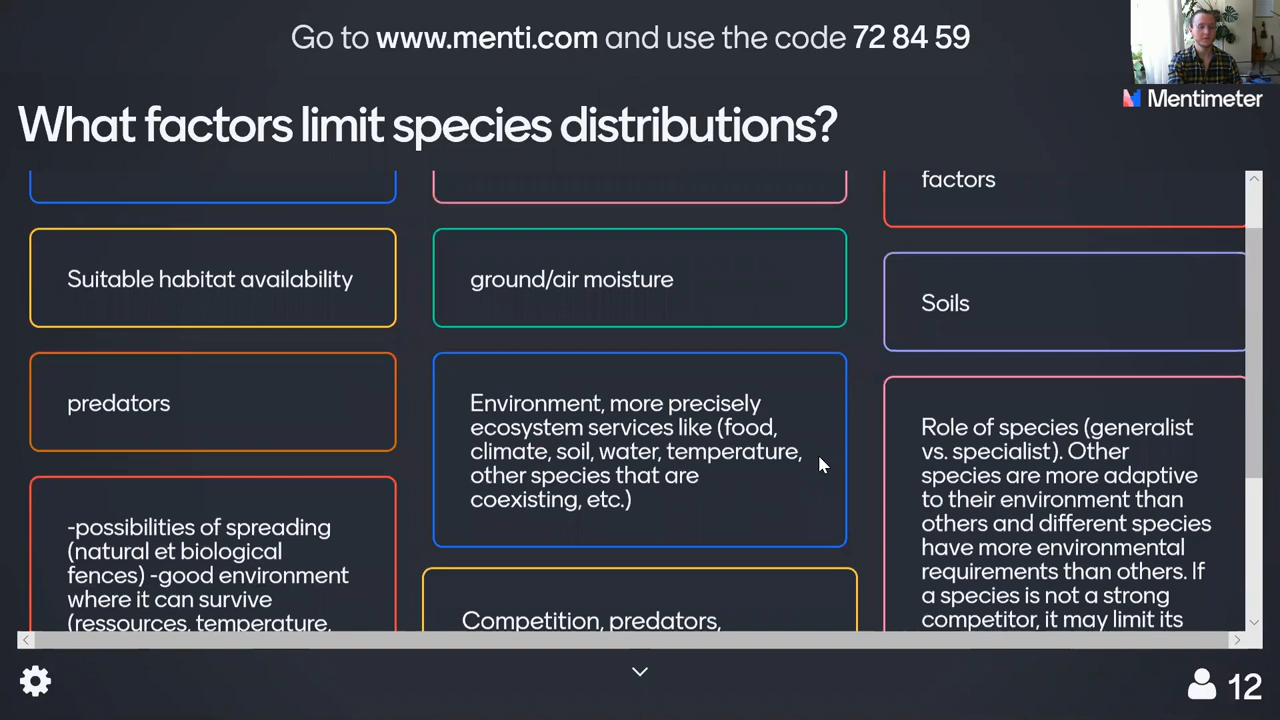 Go to www.menti.com and use the code 72 84 59
Mentimeter
What factors limit species distributions?
factors
Suitable habitat availability
ground/air moisture
Soils
predators
Environment, more precisely
ecosystem services like (food,
climate, soil, water, temperature,
other species that are
coexisting, etc.)
Role of species (generalist
vs. specialist). Other
species are more adaptive
to their environment than
others and different species
have more environmental
requirements than others. If
a species is not a strong
competitor, it may limit its
-possibilities of spreading
(natural et biological
fences) -good environment
where it can survive
(ressources, temperature,
Competition, predators,
12